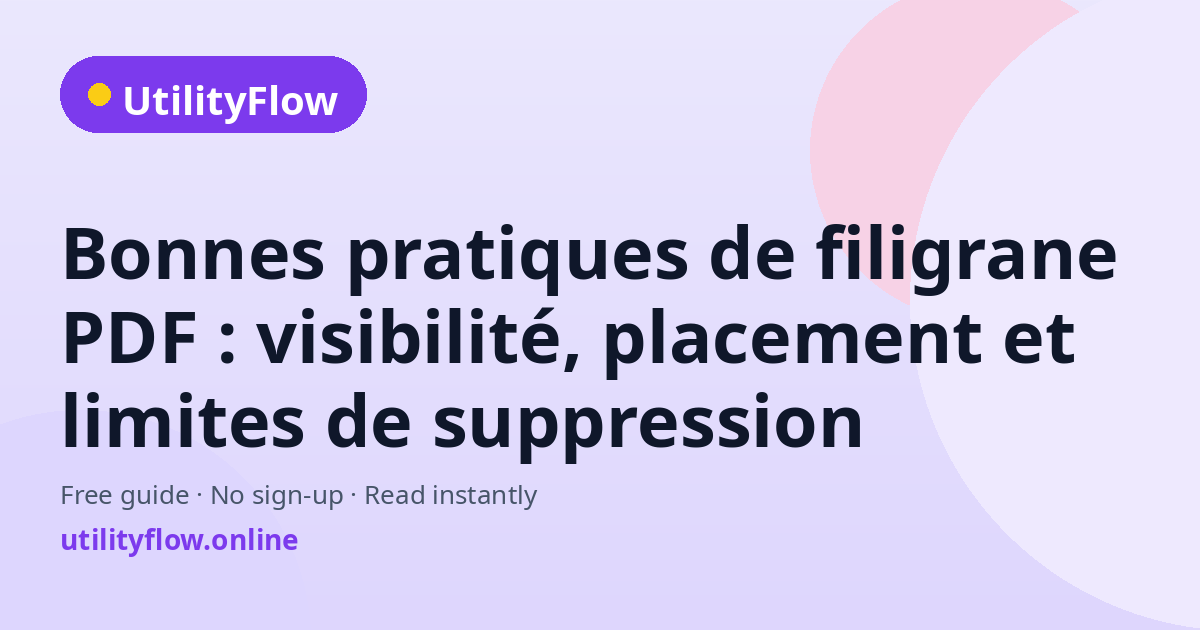 UtilityFlow
Bonnes pratiques de filigrane
PDF : visibilité, placement et
limites de suppression
Free guide · No sign-up · Read instantly
utilityflow.online